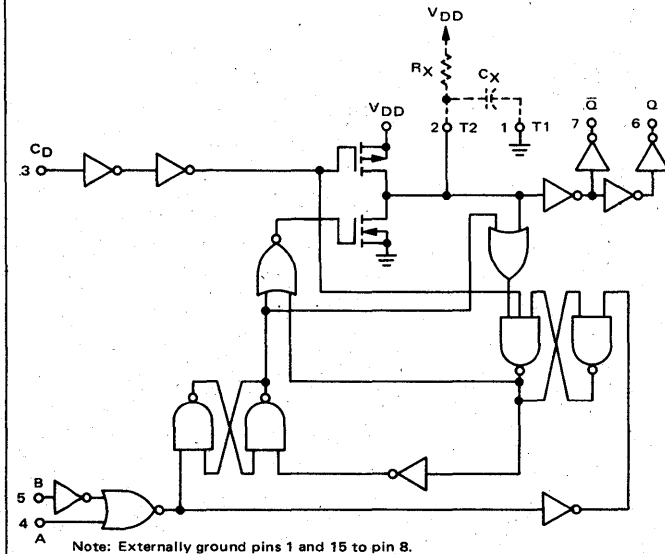 VDD
RX
CX
VDD
2 T2
1 T1
Q̅
7
Q
6
CD
3
B
5
4
A
Note: Externally ground pins 1 and 15 to pin 8.